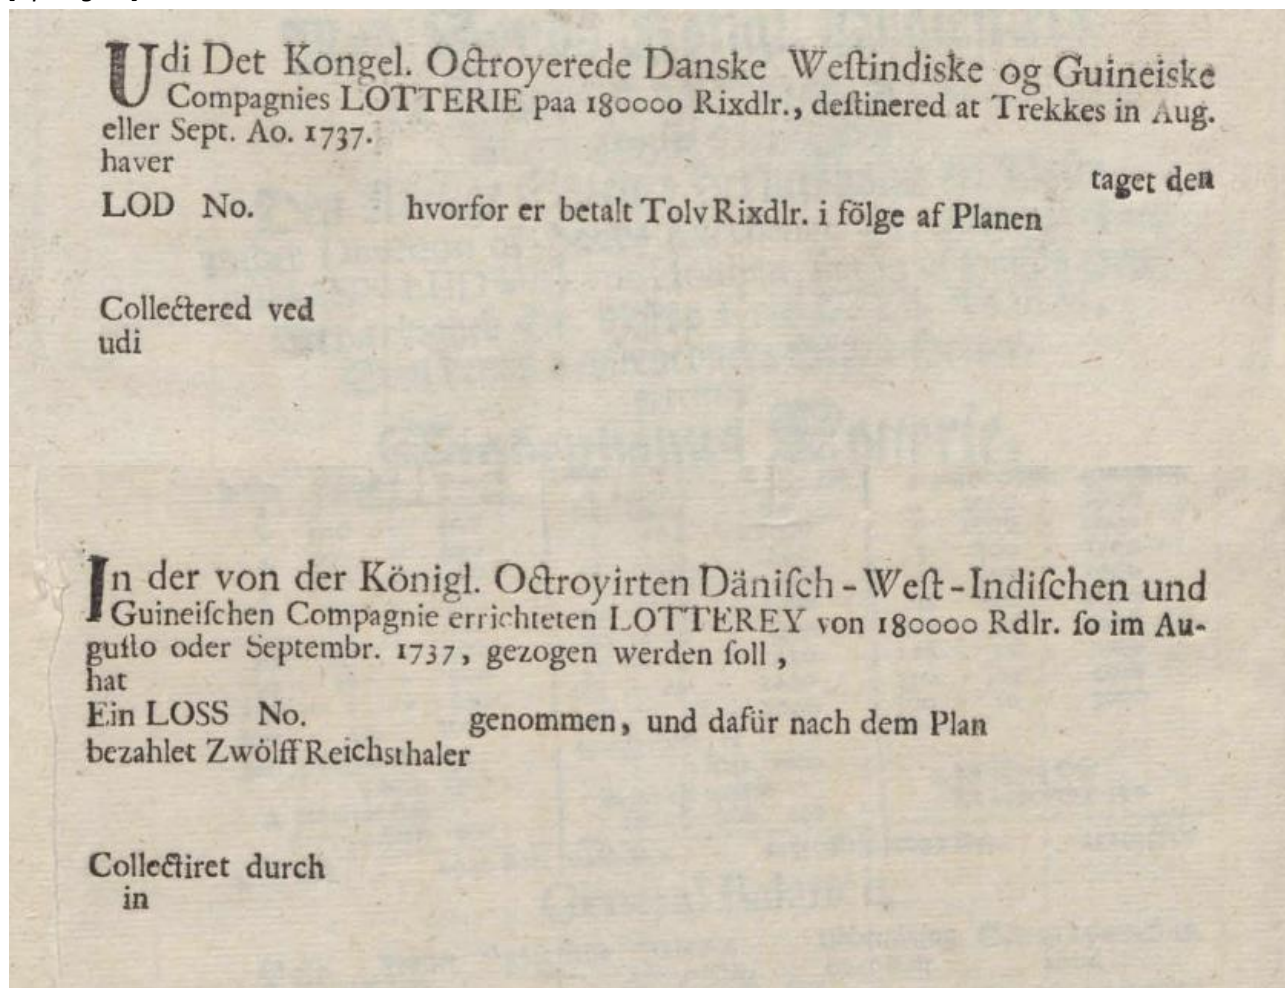 Udi Det Kongel. Octroyerede Danske Weſtindiske og Guineiske
Compagnies LOTTERIE paa 180000 Rixdlr., deſtinered at Trekkes in Aug.
eller Sept. Ao. 1737.
haver taget den
LOD No. hvorfor er betalt Tolv Rixdlr. i fölge af Planen
Collectered ved
udi
In der von der Königl. Octroyirten Däniſch-Weſt-Indiſchen und
Guineiſchen Compagnie errichteten LOTTEREY von 180000 Rdlr. ſo im Au-
guſto oder Septembr. 1737, gezogen werden ſoll,
hat
Ein LOSS No. genommen, und dafür nach dem Plan
bezahlet Zwölff Reichsthaler
Collectiret durch
in